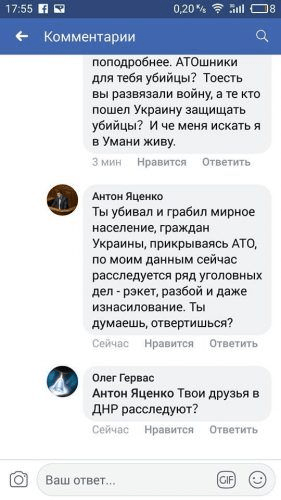 17:55
0,20 К/s
8
Комментарии
поподробнее. АТОшники
для тебя убийцы? Тоесть
вы развязали войну, а те кто
пошел Украину защищать
убийцы? И че меня искать я
в Умани живу.
3 мин Нравится Ответить
Антон Яценко
Ты убивал и грабил мирное
население, граждан
Украины, прикрываясь АТО,
по моим данным сейчас
расследуется ряд уголовных
дел - рэкет, разбой и даже
изнасилование. Ты
думаешь, отвертишься?
Сейчас Нравится Ответить
Олег Гервас
Антон Яценко Твои друзья в
ДНР расследуют?
Сейчас Нравится Ответить
Ваш ответ...
GIF